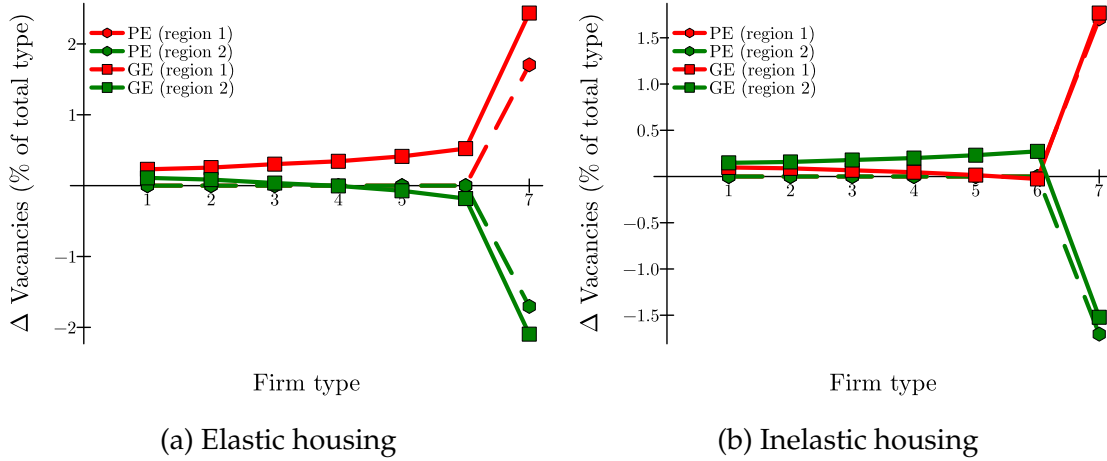 Δ Vacancies (% of total type)
2
1
−1
−2
PE (region 1)
PE (region 2)
GE (region 1)
GE (region 2)
1 2 3 4 5 7
Firm type
(a) Elastic housing
Δ Vacancies (% of total type)
1.5
1.0
0.5
0.0
−0.5
−1.0
−1.5
PE (region 1)
PE (region 2)
GE (region 1)
GE (region 2)
1 2 3 4 5 6 7
Firm type
(b) Inelastic housing